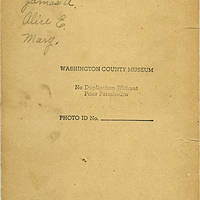 James A.
Alice E.
Mary.
WASHINGTON COUNTY MUSEUM
No Duplication Without
Prior Permission
PHOTO ID No.